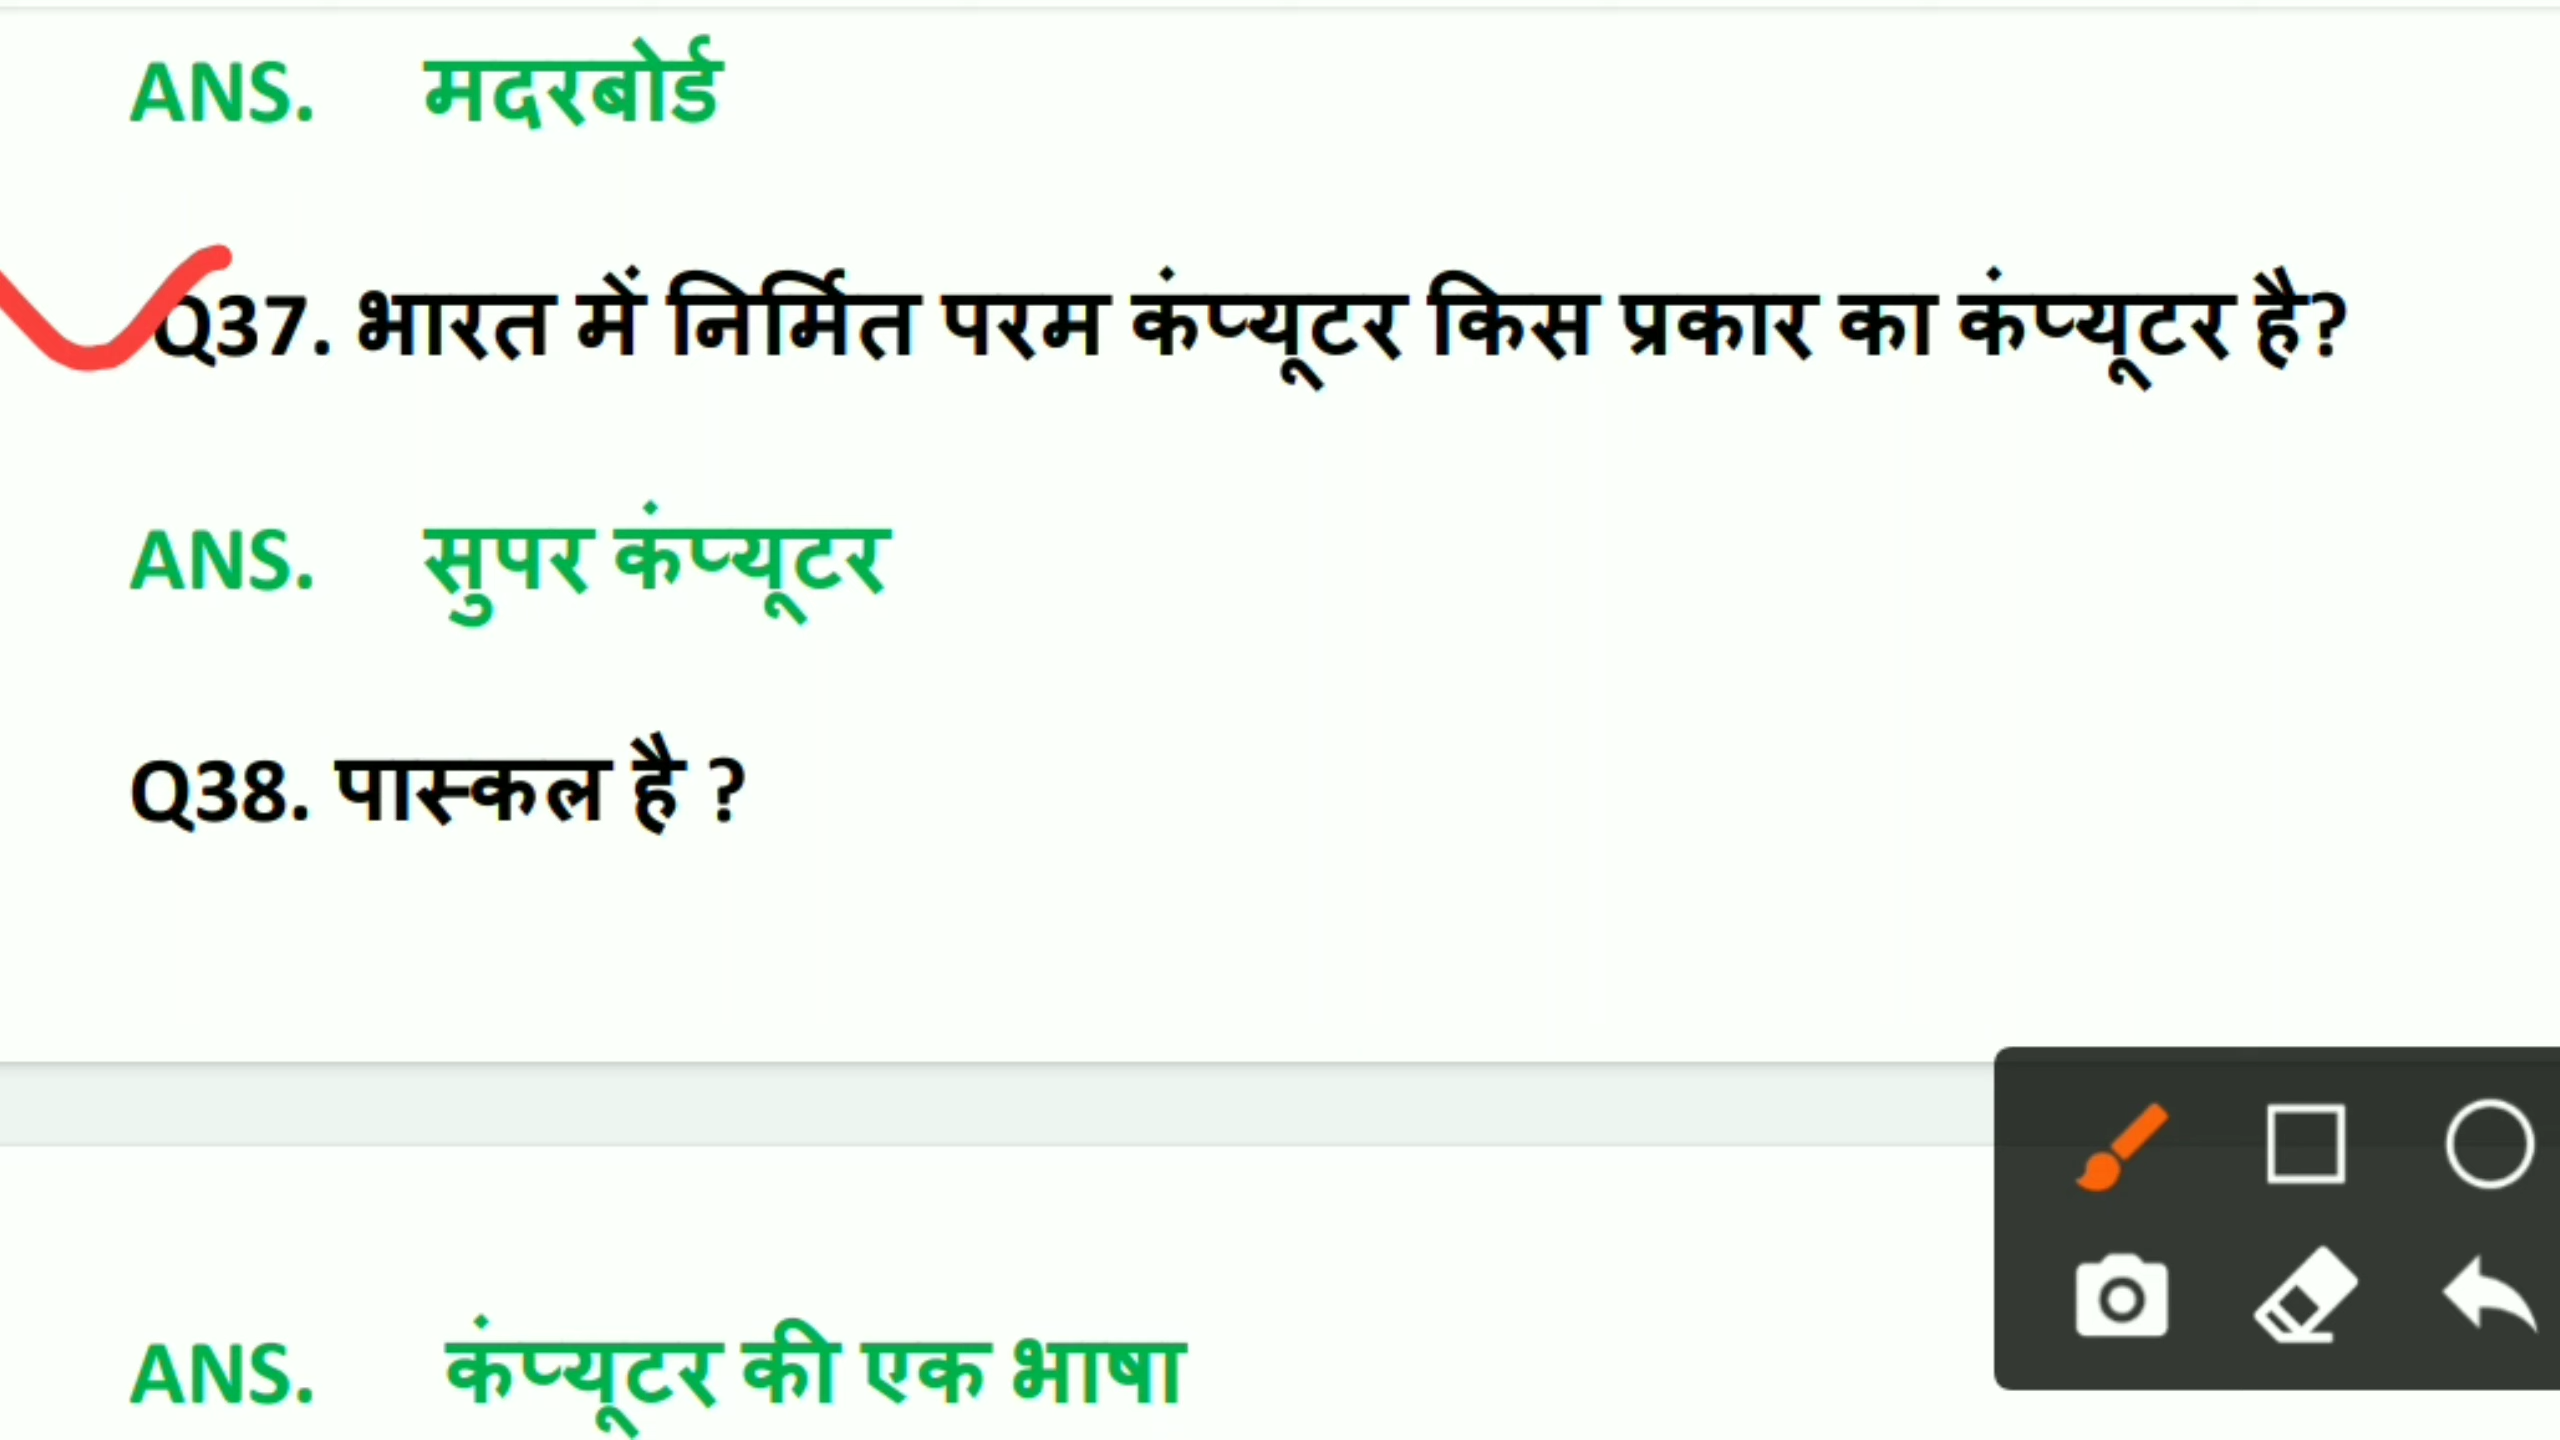 ANS. मदरबोर्ड
Q37. भारत में निर्मित परम कंप्यूटर किस प्रकार का कंप्यूटर है?
ANS. सुपर कंप्यूटर
Q38. पास्कल है ?
ANS. कंप्यूटर की एक भाषा